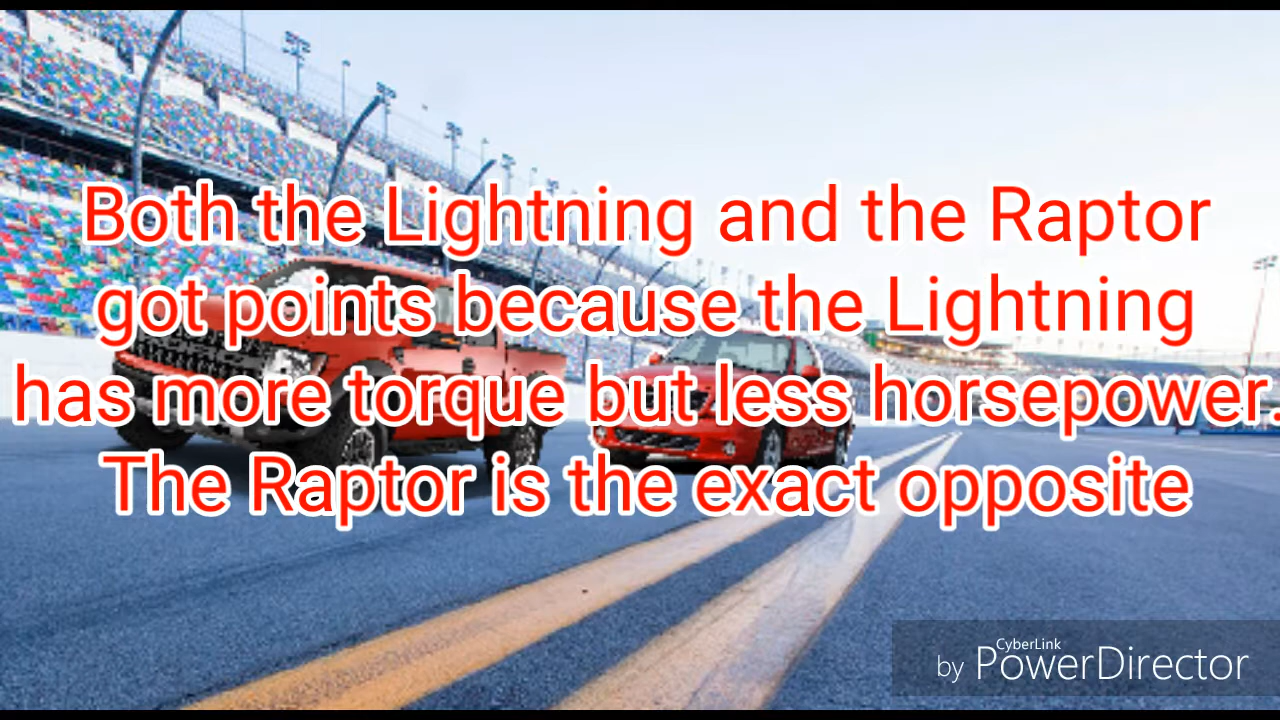 Both the Lightning and the Raptor
got points because the Lightning
has more torque but less horsepower.
The Raptor is the exact opposite
CyberLink
by PowerDirector